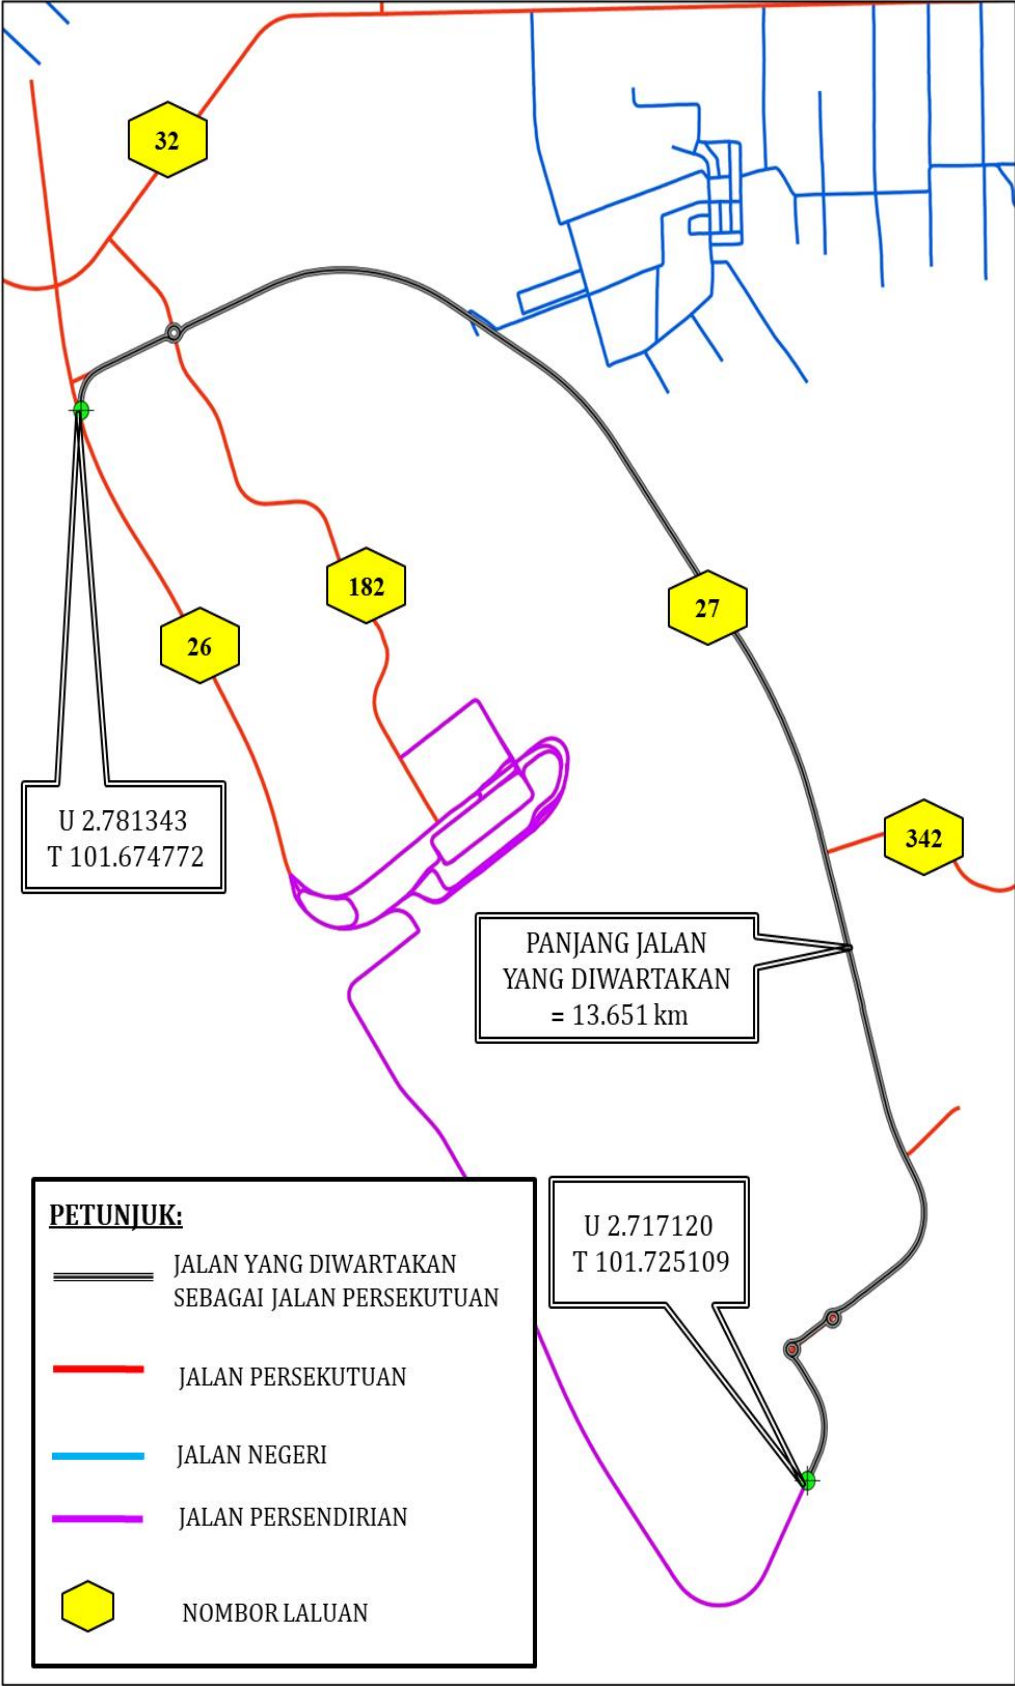 32
182
27
26
U 2.781343
T 101.674772
342
PANJANG JALAN
YANG DIWARTAKAN
= 13.651 km
U 2.717120
T 101.725109
PETUNJUK:
JALAN YANG DIWARTAKAN
SEBAGAI JALAN PERSEKUTUAN
JALAN PERSEKUTUAN
JALAN NEGERI
JALAN PERSENDIRIAN
NOMBOR LALUAN